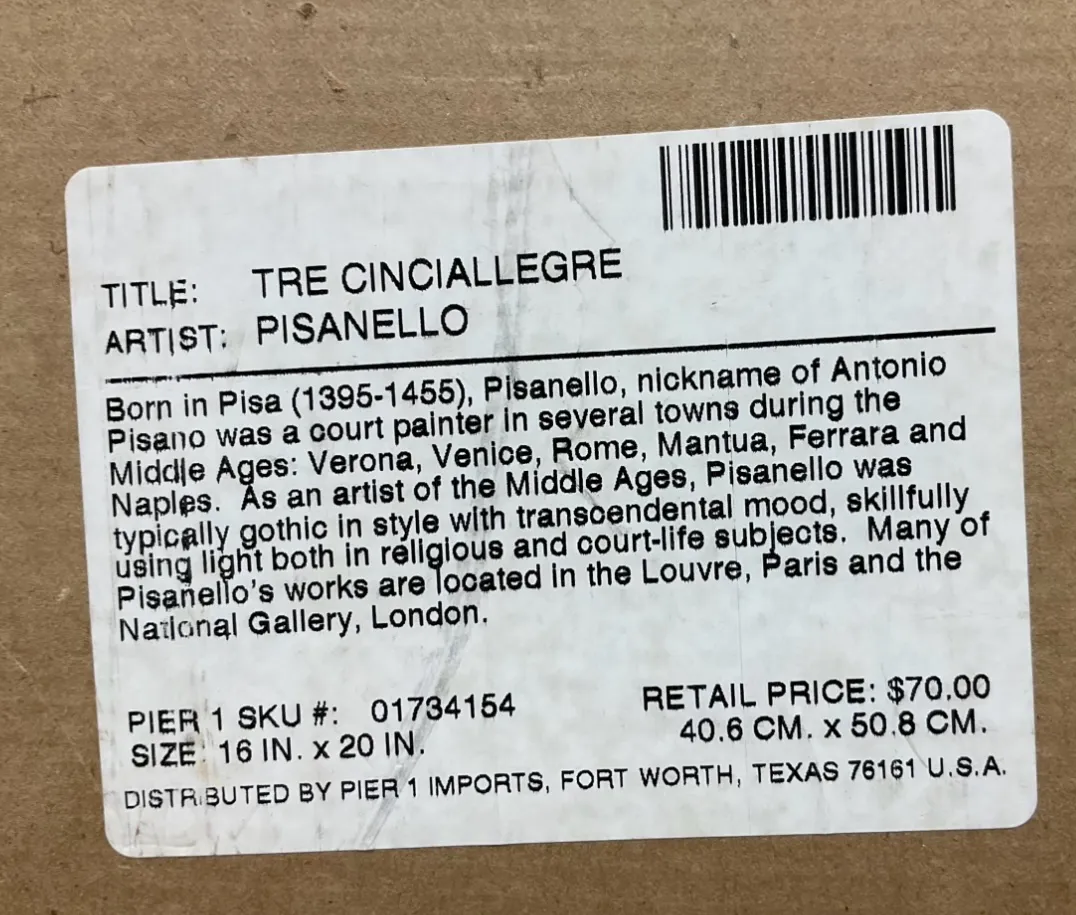 TITLE: TRE CINCIALLEGRE
ARTIST: PISANELLO
Born in Pisa (1395-1455), Pisanello, nickname of Antonio
Pisano was a court painter in several towns during the
Middle Ages: Verona, Venice, Rome, Mantua, Ferrara and
Naples. As an artist of the Middle Ages, Pisanello was
typically gothic in style with transcendental mood, skillfully
using light both in religious and court-life subjects. Many of
Pisanello's works are located in the Louvre, Paris and the
National Gallery, London.
PIER 1 SKU #: 01734154 RETAIL PRICE: $70.00
SIZE: 16 IN. x 20 IN. 40.6 CM. x 50.8 CM.
DISTRIBUTED BY PIER 1 IMPORTS, FORT WORTH, TEXAS 76161 U.S.A.